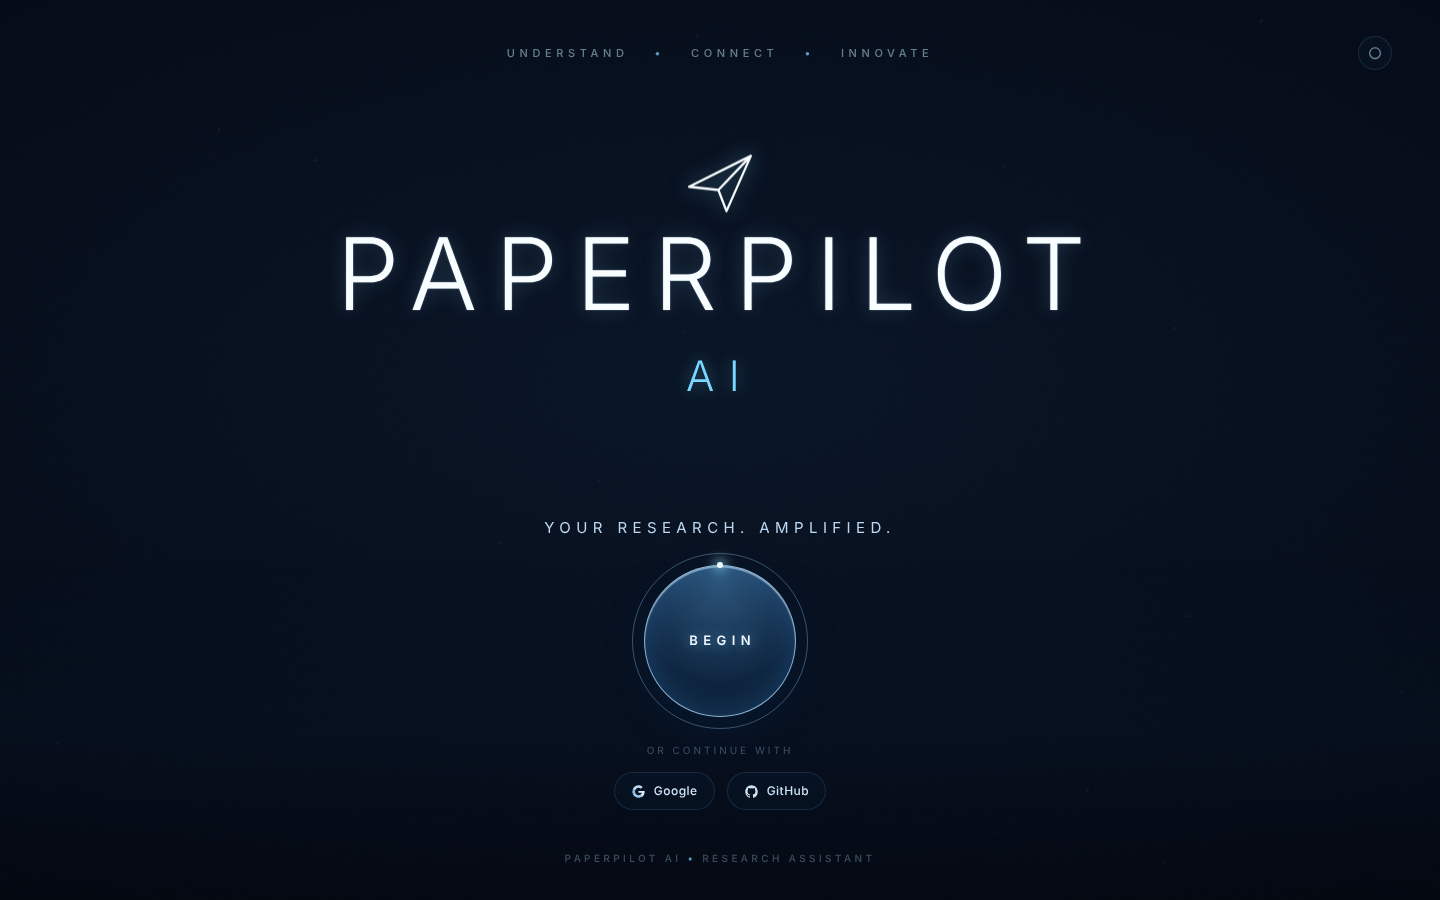 UNDERSTAND • CONNECT • INNOVATE
PAPERPILOT
AI
YOUR RESEARCH. AMPLIFIED.
BEGIN
OR CONTINUE WITH
Google GitHub
PAPERPILOT AI • RESEARCH ASSISTANT